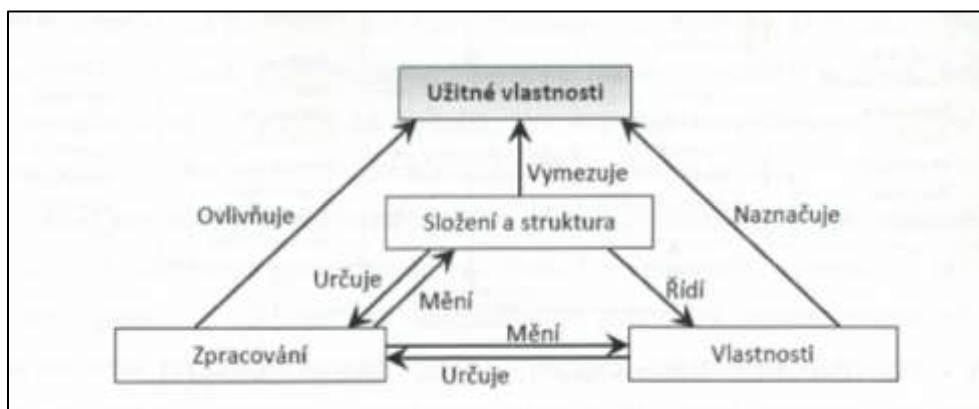 Užitné vlastnosti
Vymezuje
Ovlivňuje
Naznačuje
Složení a struktura
Určuje
Mění
Řídí
Zpracování
Mění
Určuje
Vlastnosti